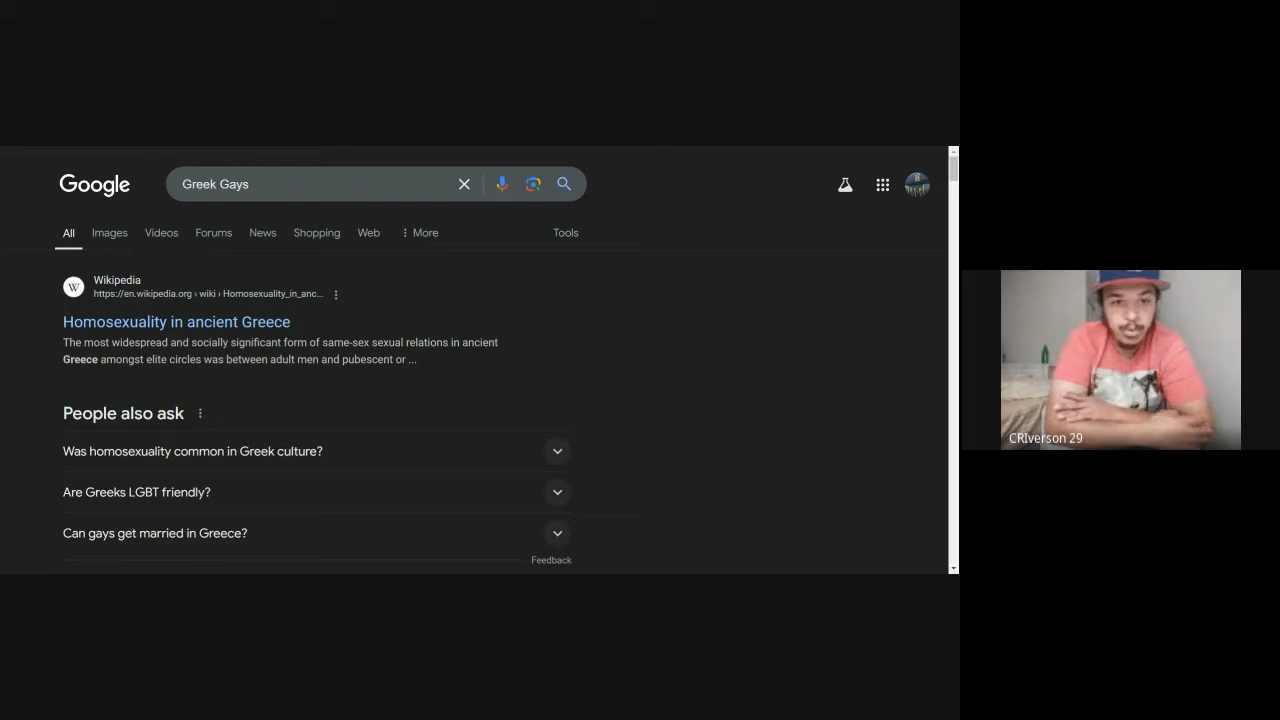 Google
Greek Gays
All
Images
Videos
Forums
News
Shopping
Web
More
Tools
W
Wikipedia
https://en.wikipedia.org › wiki › Homosexuality_in_anc...
Homosexuality in ancient Greece
The most widespread and socially significant form of same-sex sexual relations in ancient
Greece amongst elite circles was between adult men and pubescent or ...
People also ask
Was homosexuality common in Greek culture?
Are Greeks LGBT friendly?
Can gays get married in Greece?
Feedback
CRIverson 29